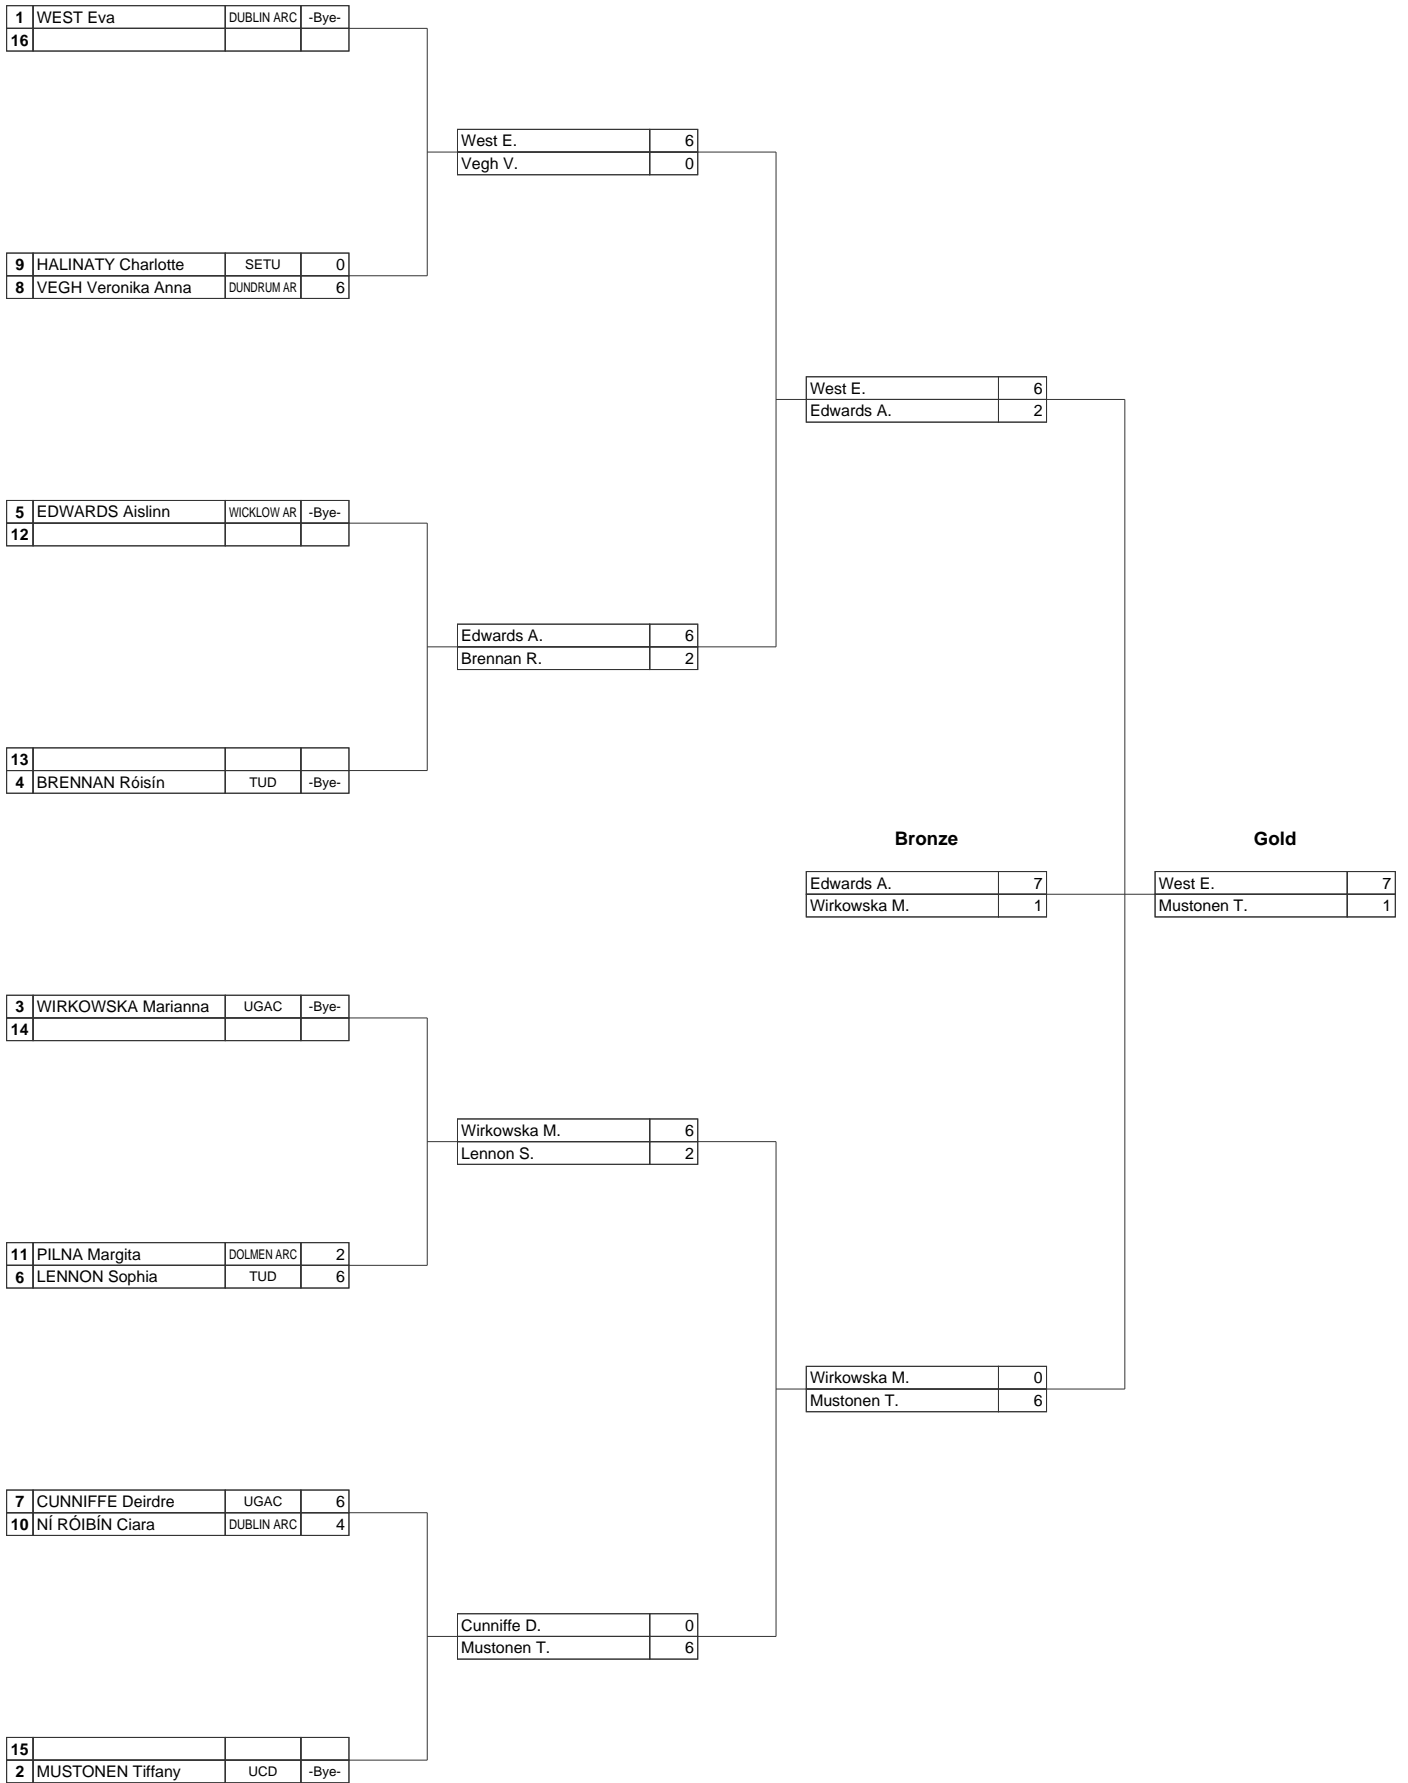 1 WEST Eva DUBLIN ARC -Bye-
16
West E. 6
Vegh V. 0
9 HALINATY Charlotte SETU 0
8 VEGH Veronika Anna DUNDRUM AR 6
West E. 6
Edwards A. 2
5 EDWARDS Aislinn WICKLOW AR -Bye-
12
Edwards A. 6
Brennan R. 2
13
4 BRENNAN Róisín TUD -Bye-
Bronze Gold
Edwards A. 7 West E. 7
Wirkowska M. 1 Mustonen T. 1
3 WIRKOWSKA Marianna UGAC -Bye-
14
Wirkowska M. 6
Lennon S. 2
11 PILNA Margita DOLMEN ARC 2
6 LENNON Sophia TUD 6
Wirkowska M. 0
Mustonen T. 6
7 CUNNIFFE Deirdre UGAC 6
10 NÍ RÓIBÍN Ciara DUBLIN ARC 4
Cunniffe D. 0
Mustonen T. 6
15
2 MUSTONEN Tiffany UCD -Bye-